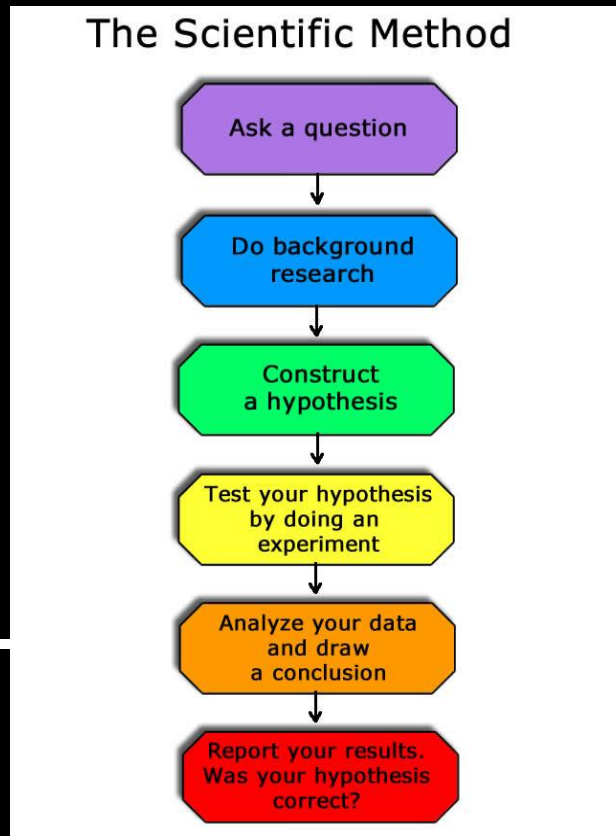 The Scientific Method
Ask a question
Do background
research
Construct
a hypothesis
Test your hypothesis
by doing an
experiment
Analyze your data
and draw
a conclusion
Report your results.
Was your hypothesis
correct?